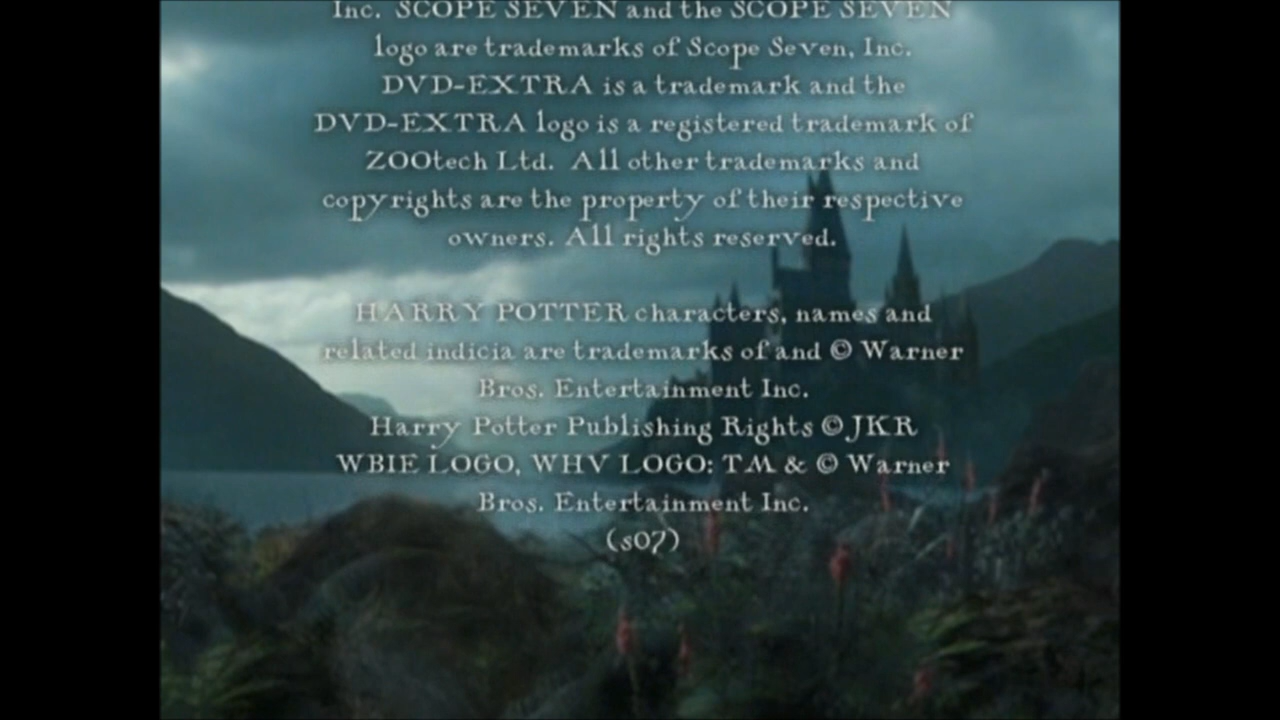 Inc. SCOPE SEVEN and the SCOPE SEVEN
logo are trademarks of Scope Seven, Inc.
DVD-EXTRA is a trademark and the
DVD-EXTRA logo is a registered trademark of
ZOOtech Ltd. All other trademarks and
copyrights are the property of their respective
owners. All rights reserved.
HARRY POTTER characters, names and
related indicia are trademarks of and © Warner
Bros. Entertainment Inc.
Harry Potter Publishing Rights © JKR
WBIE LOGO, WHV LOGO: TM & © Warner
Bros. Entertainment Inc.
(s07)